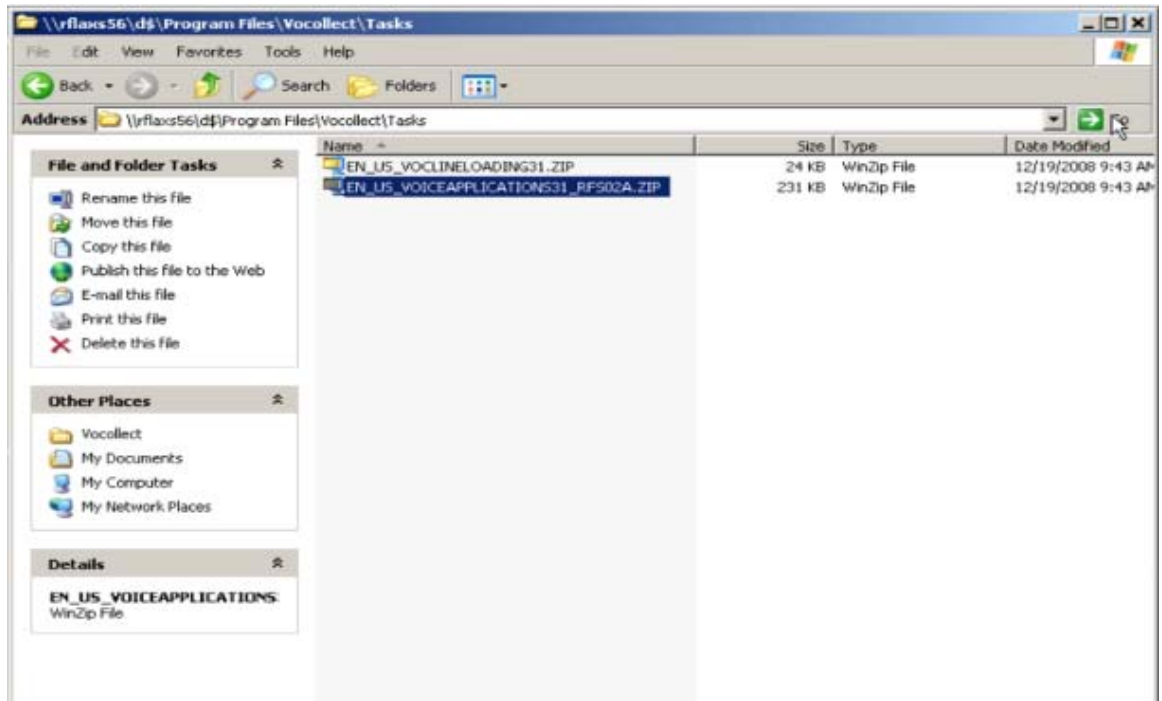 \\rflaxs56\d$\Program Files\Vocollect\Tasks
File Edit View Favorites Tools Help
Back Search Folders
Address \\rflaxs56\d$\Program Files\Vocollect\Tasks
File and Folder Tasks
Rename this file
Move this file
Copy this file
Publish this file to the Web
E-mail this file
Print this file
Delete this file
Other Places
Vocollect
My Documents
My Computer
My Network Places
Details
EN_US_VOICEAPPLICATIONS
WinZip File
Name Size Type Date Modified
EN_US_VOCLINELOADING31.ZIP 24 KB WinZip File 12/19/2008 9:43 AM
EN_US_VOICEAPPLICATIONS31_RFS02A.ZIP 231 KB WinZip File 12/19/2008 9:43 AM